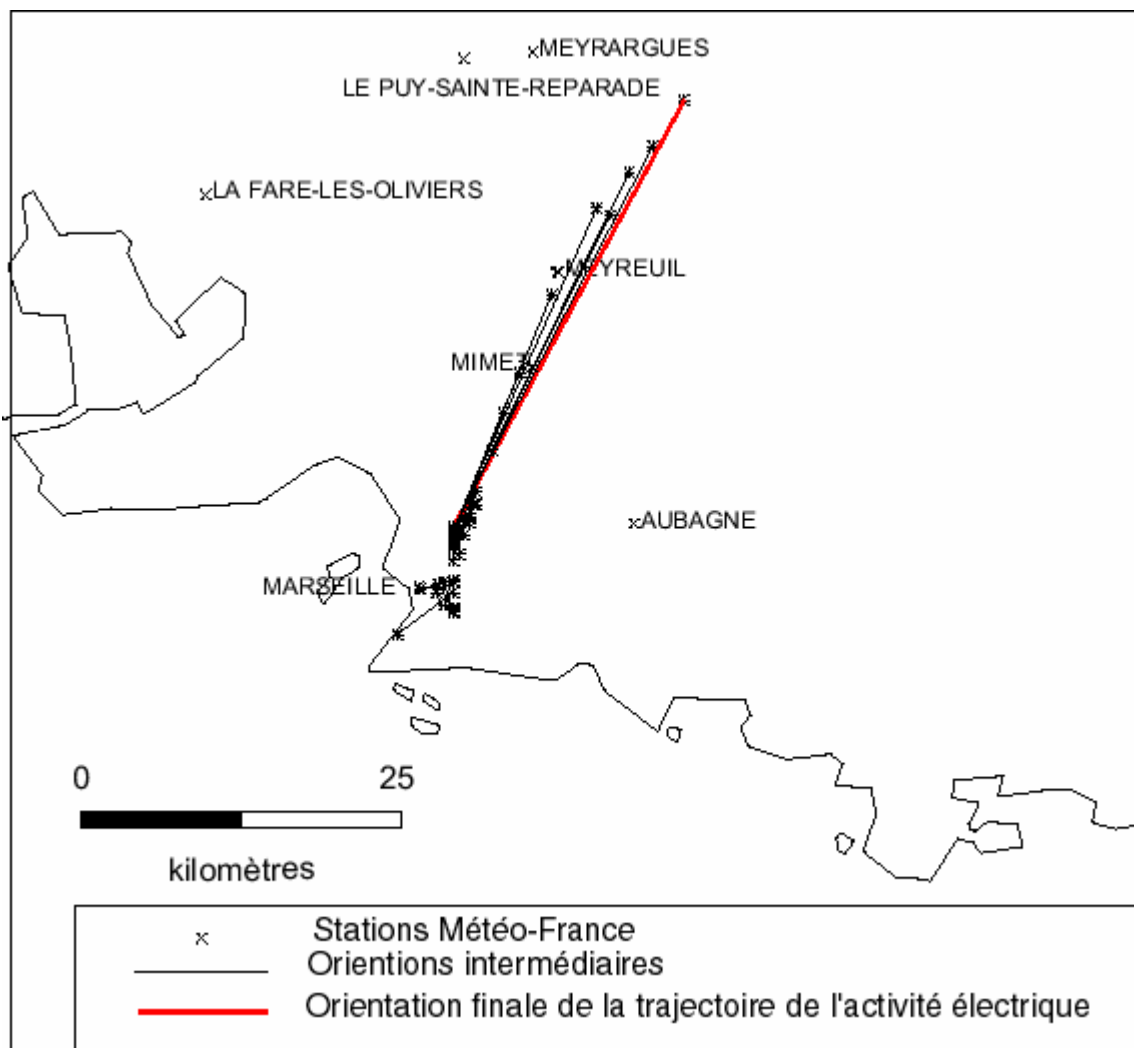 MEYRARGUES
LE PUY-SAINTE-REPARADE
LA FARE-LES-OLIVIERS
MEYREUIL
MIMET
AUBAGNE
MARSEILLE
0 25
kilomètres
x Stations Météo-France
Orientions intermédiaires
Orientation finale de la trajectoire de l'activité électrique